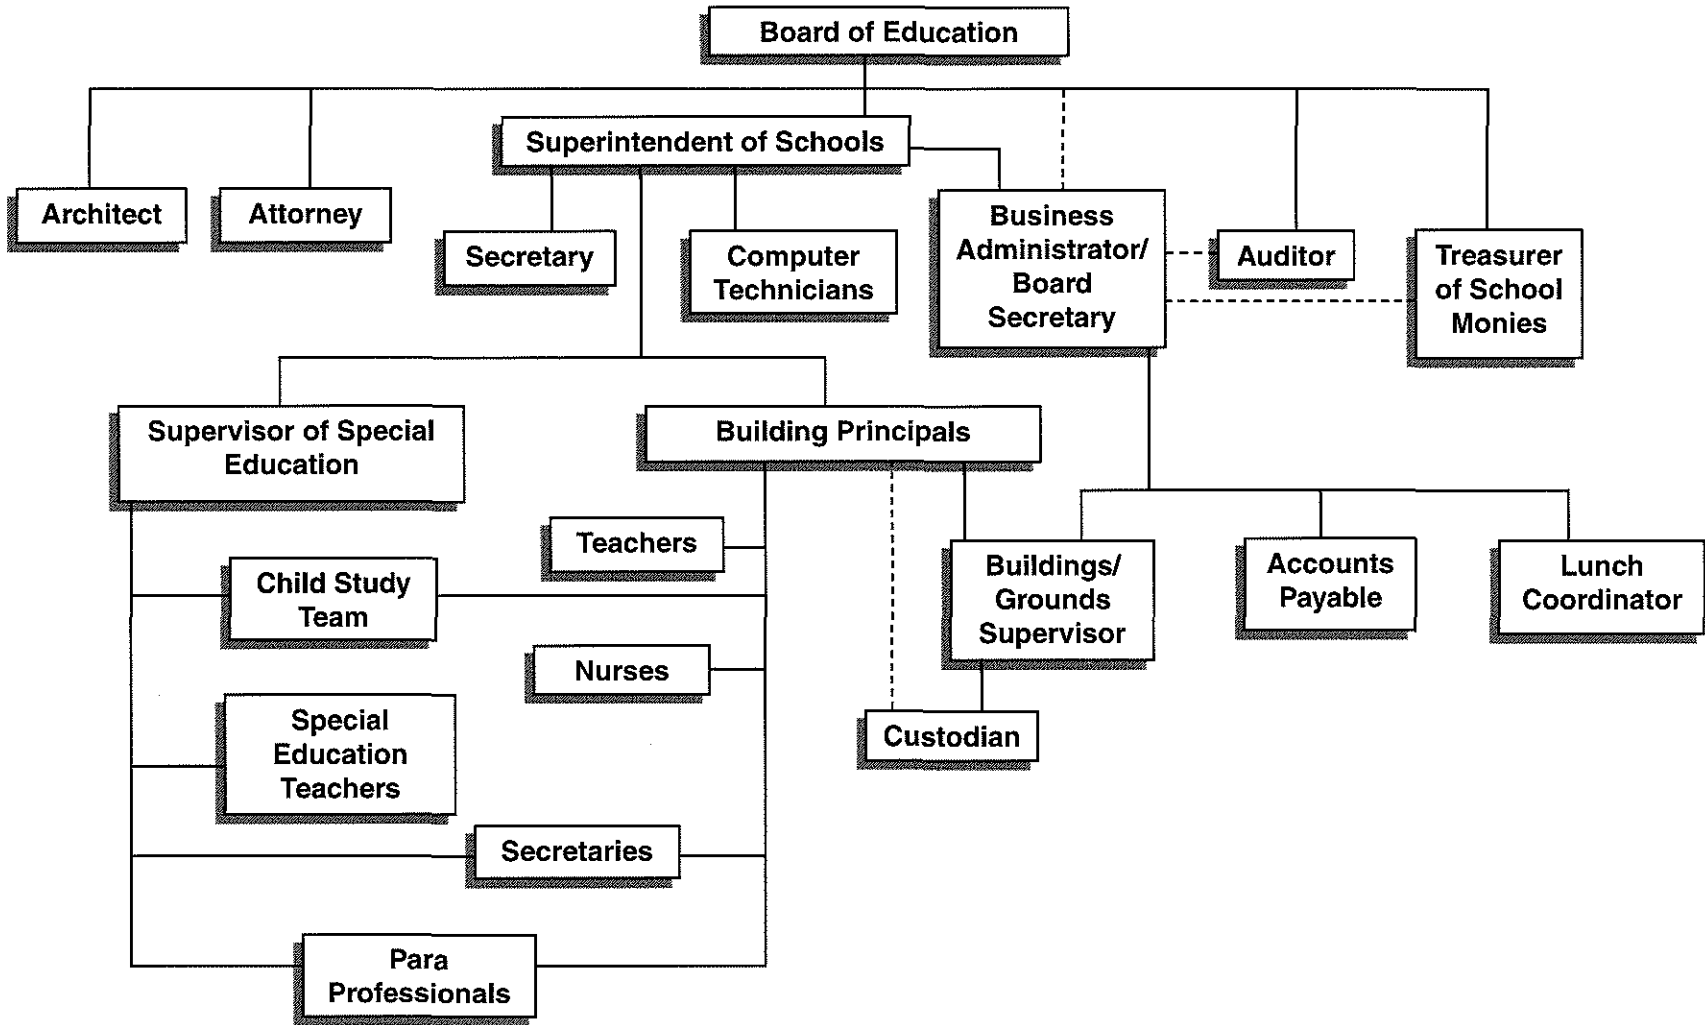 Board of Education
Superintendent of Schools
Architect
Attorney
Secretary
Computer
Technicians
Business
Administrator/
Board
Secretary
Auditor
Treasurer
of School
Monies
Supervisor of Special
Education
Building Principals
Teachers
Child Study
Team
Nurses
Special
Education
Teachers
Secretaries
Para
Professionals
Buildings/
Grounds
Supervisor
Custodian
Accounts
Payable
Lunch
Coordinator